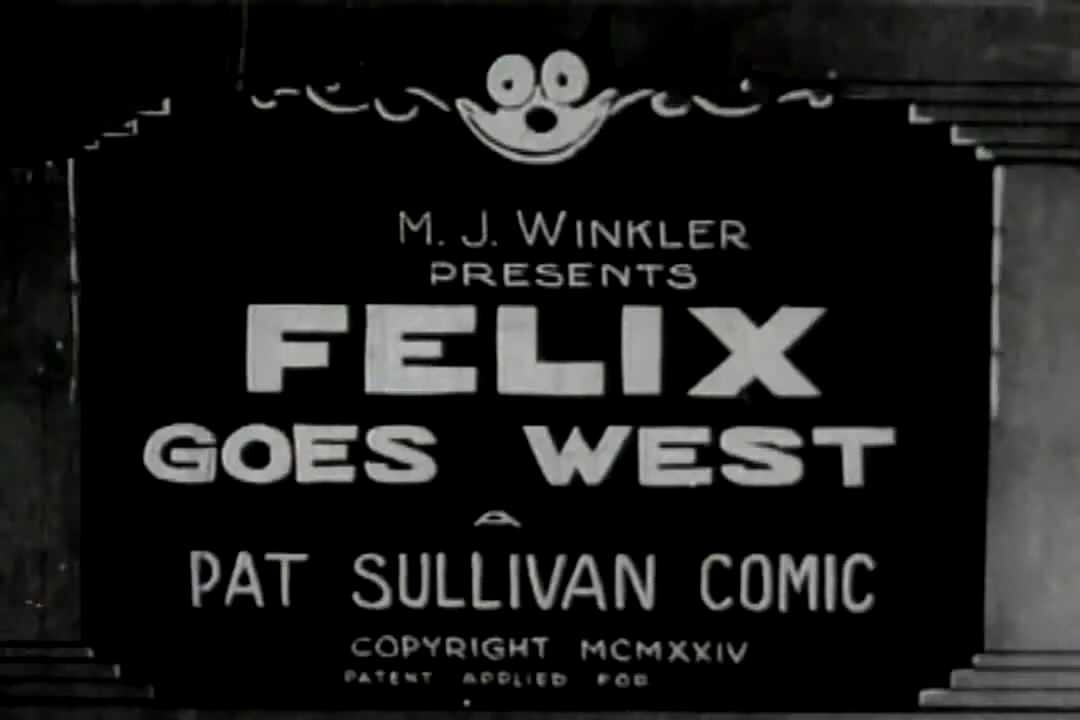 M. J. WINKLER
PRESENTS
FELIX
GOES WEST
A
PAT SULLIVAN COMIC
COPYRIGHT MCMXXIV
PATENT APPLIED FOR